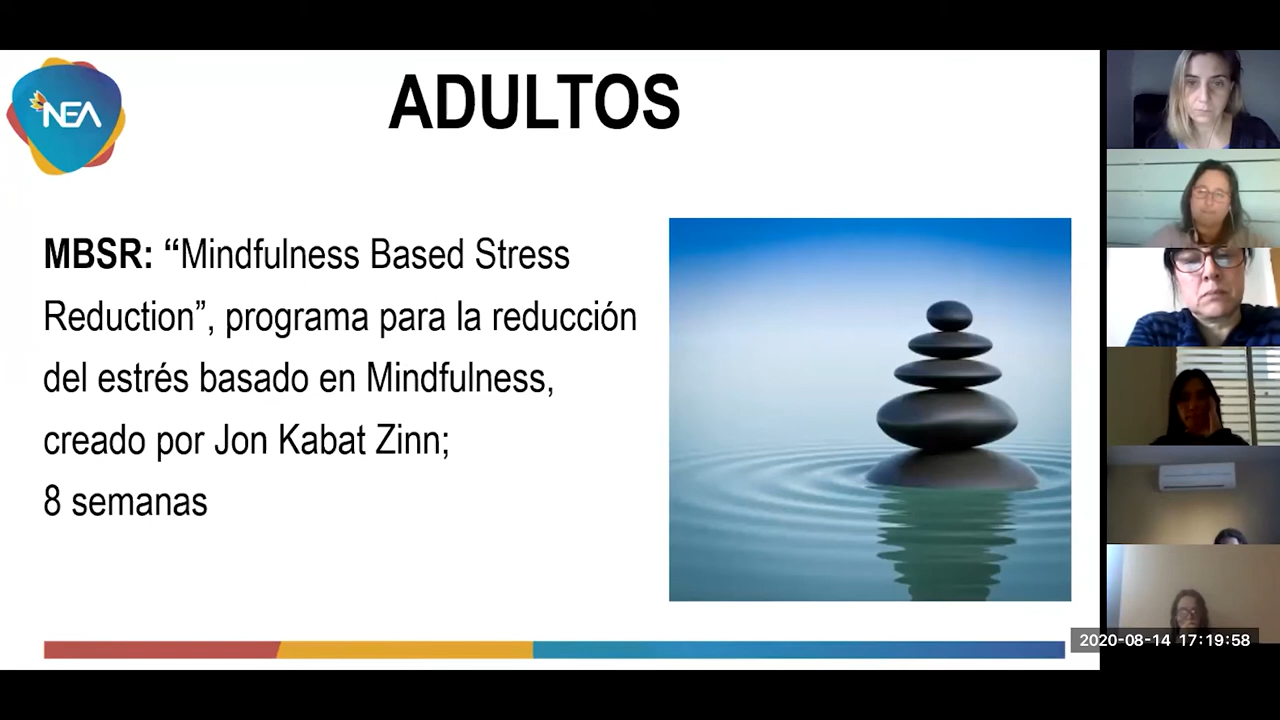 NEA
ADULTOS
MBSR: “Mindfulness Based Stress
Reduction”, programa para la reducción
del estrés basado en Mindfulness,
creado por Jon Kabat Zinn;
8 semanas
2020-08-14 17:19:58